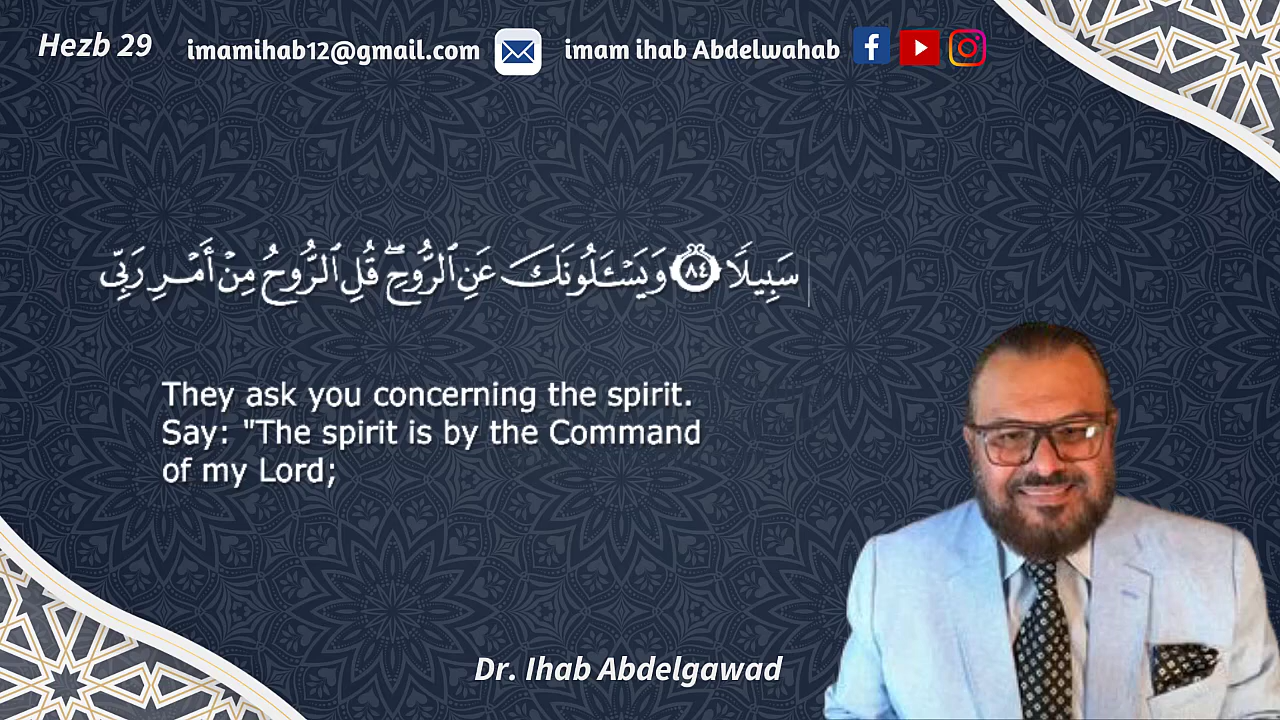 Hezb 29 imamihab12@gmail.com imam ihab Abdelwahab
سَبِيلًا ٨٤ وَيَسْـَٔلُونَكَ عَنِ ٱلرُّوحِ ۖ قُلِ ٱلرُّوحُ مِنْ أَمْرِ رَبِّى
They ask you concerning the spirit.
Say: "The spirit is by the Command
of my Lord;
Dr. Ihab Abdelgawad